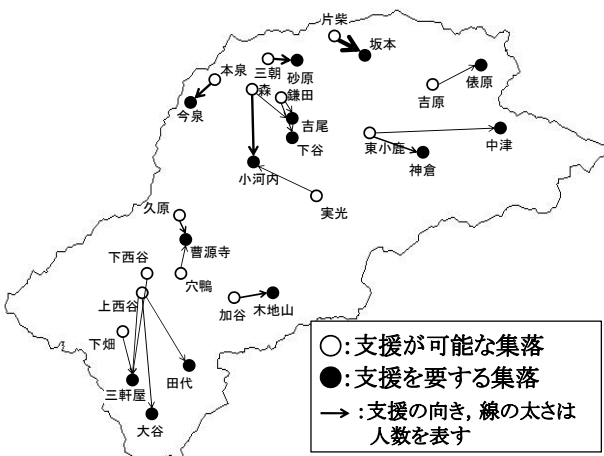 片柴
坂本
三朝
砂原
本泉
今泉
森
鎌田
吉尾
下谷
吉原
俵原
東小鹿
中津
神倉
小河内
実光
久原
曹源寺
下西谷
穴鴨
上西谷
加谷
木地山
下畑
三軒屋
田代
大谷
○:支援が可能な集落
●:支援を要する集落
→:支援の向き,線の太さは
人数を表す